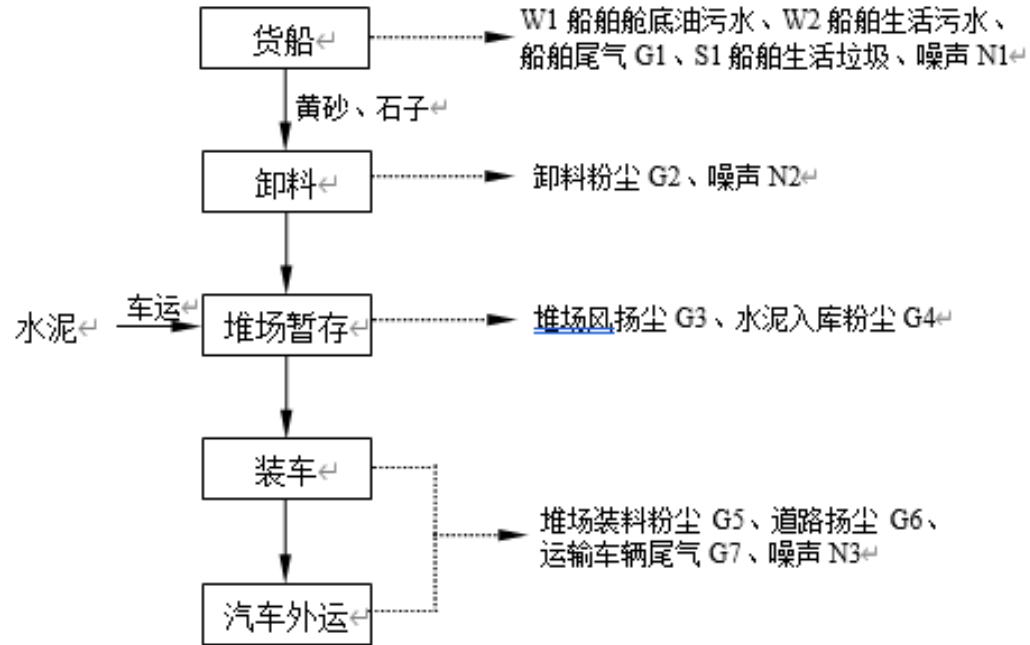 货船
W1 船舶舱底油污水、W2 船舶生活污水、
船舶尾气 G1、S1 船舶生活垃圾、噪声 N1
黄砂、石子
卸料
卸料粉尘 G2、噪声 N2
水泥
车运
堆场暂存
堆场风扬尘 G3、水泥入库粉尘 G4
装车
堆场装料粉尘 G5、道路扬尘 G6、
运输车辆尾气 G7、噪声 N3
汽车外运